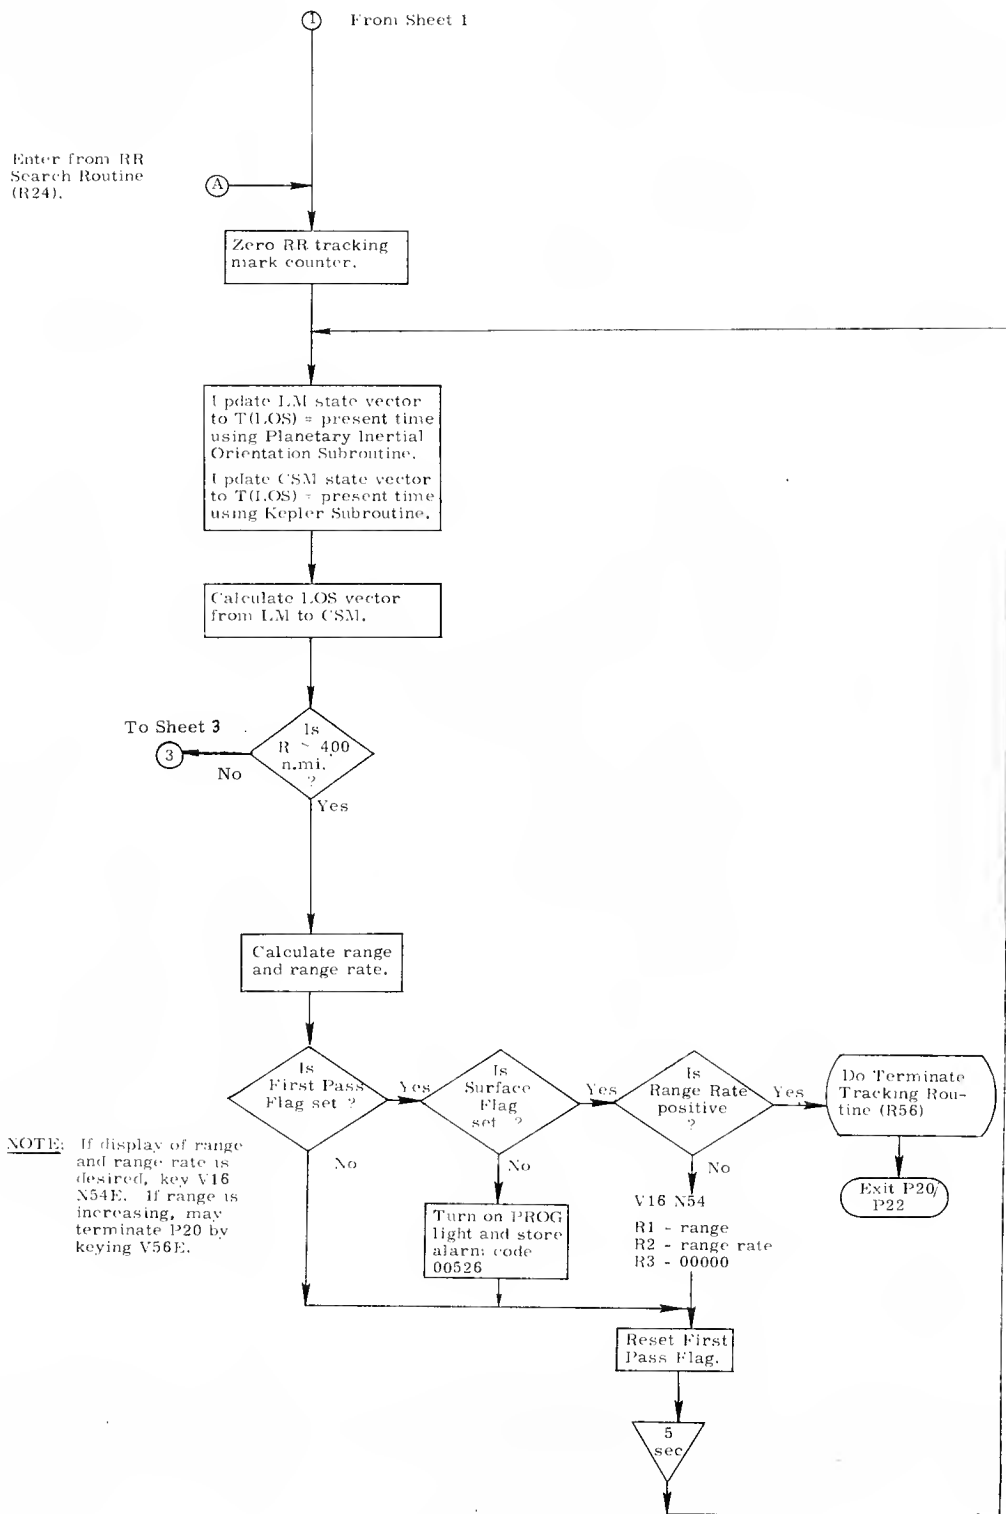 1 From Sheet 1
Enter from RR
Search Routine
(R24).
A
Zero RR tracking
mark counter.
Update LM state vector
to T(LOS) = present time
using Planetary Inertial
Orientation Subroutine.
Update CSM state vector
to T(LOS) = present time
using Kepler Subroutine.
Calculate LOS vector
from LM to CSM.
To Sheet 3
3
No
Is
R 400
n.mi.
?
Yes
Calculate range
and range rate.
Is
First Pass
Flag set ?
Yes
No
Is
Surface
Flag
set ?
Yes
No
Is
Range Rate
positive
?
Yes
No
Do Terminate
Tracking Rou-
tine (R56)
Exit P20/
P22
NOTE: If display of range
and range rate is
desired, key V16
N54E. If range is
increasing, may
terminate P20 by
keying V56E.
Turn on PROG
light and store
alarm: code
00526
V16 N54
R1 - range
R2 - range rate
R3 - 00000
Reset First
Pass Flag.
5
sec